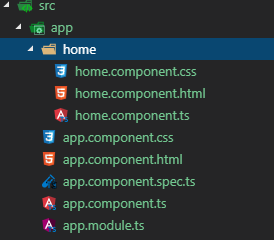 src
app
home
home.component.css
home.component.html
home.component.ts
app.component.css
app.component.html
app.component.spec.ts
app.component.ts
app.module.ts